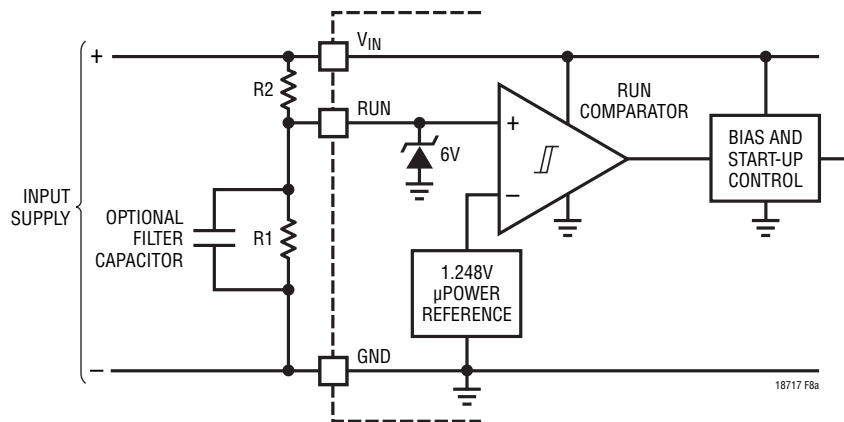 +
V_IN
R2
RUN
6V
+
−
RUN
COMPARATOR
BIAS AND
START-UP
CONTROL
INPUT
SUPPLY
OPTIONAL
FILTER
CAPACITOR
R1
1.248V
µPOWER
REFERENCE
−
GND
18717 F8a